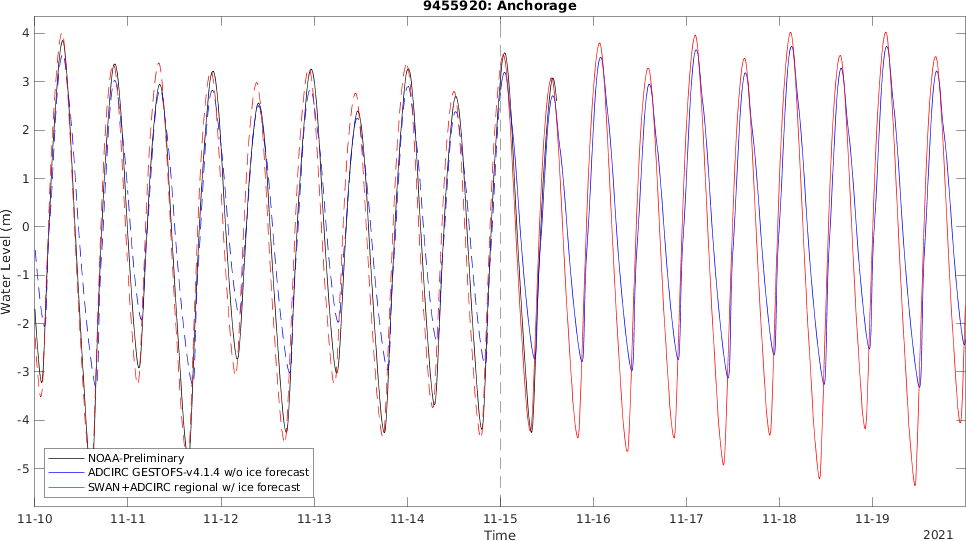 9455920: Anchorage
Water Level (m)
4
3
2
1
0
-1
-2
-3
-4
-5
NOAA-Preliminary
ADCIRC GESTOFS-v4.1.4 w/o ice forecast
SWAN+ADCIRC regional w/ ice forecast
11-10 11-11 11-12 11-13 11-14 11-15 11-16 11-17 11-18 11-19
Time
2021